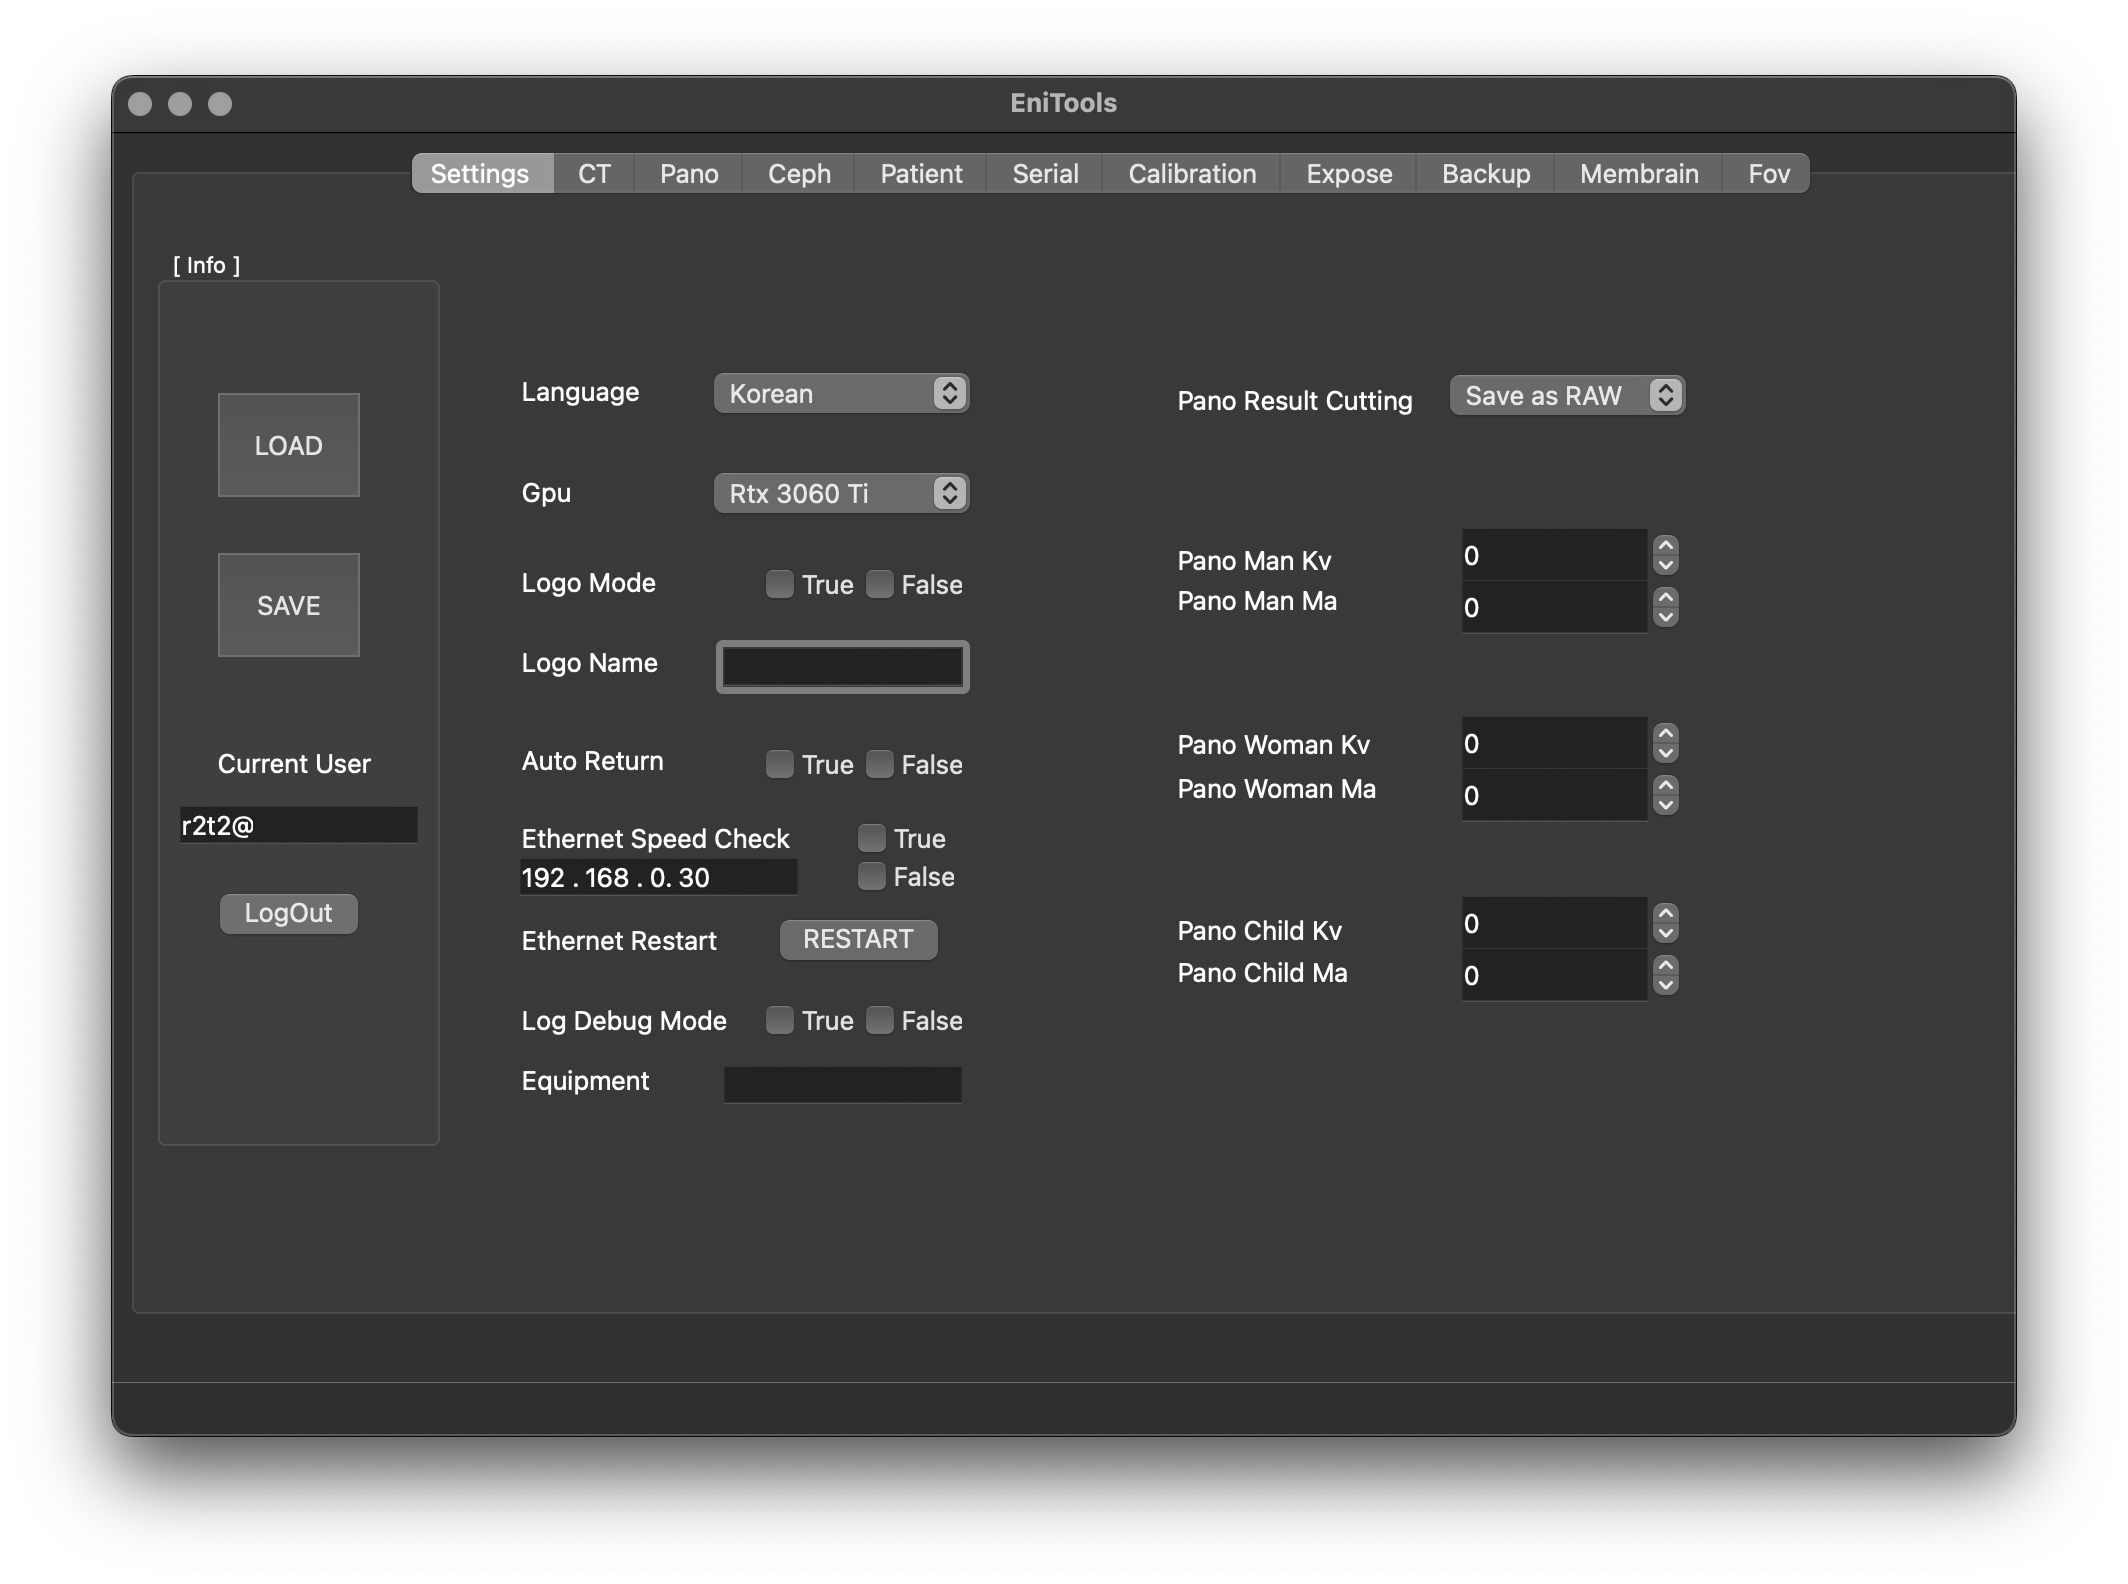 EniTools
Settings CT Pano Ceph Patient Serial Calibration Expose Backup Membrain Fov
[ Info ]
LOAD
SAVE
Current User
r2t2@
LogOut
Language Korean
Gpu Rtx 3060 Ti
Logo Mode True False
Logo Name
Auto Return True False
Ethernet Speed Check True
192 . 168 . 0. 30 False
Ethernet Restart RESTART
Log Debug Mode True False
Equipment
Pano Result Cutting Save as RAW
Pano Man Kv 0
Pano Man Ma 0
Pano Woman Kv 0
Pano Woman Ma 0
Pano Child Kv 0
Pano Child Ma 0